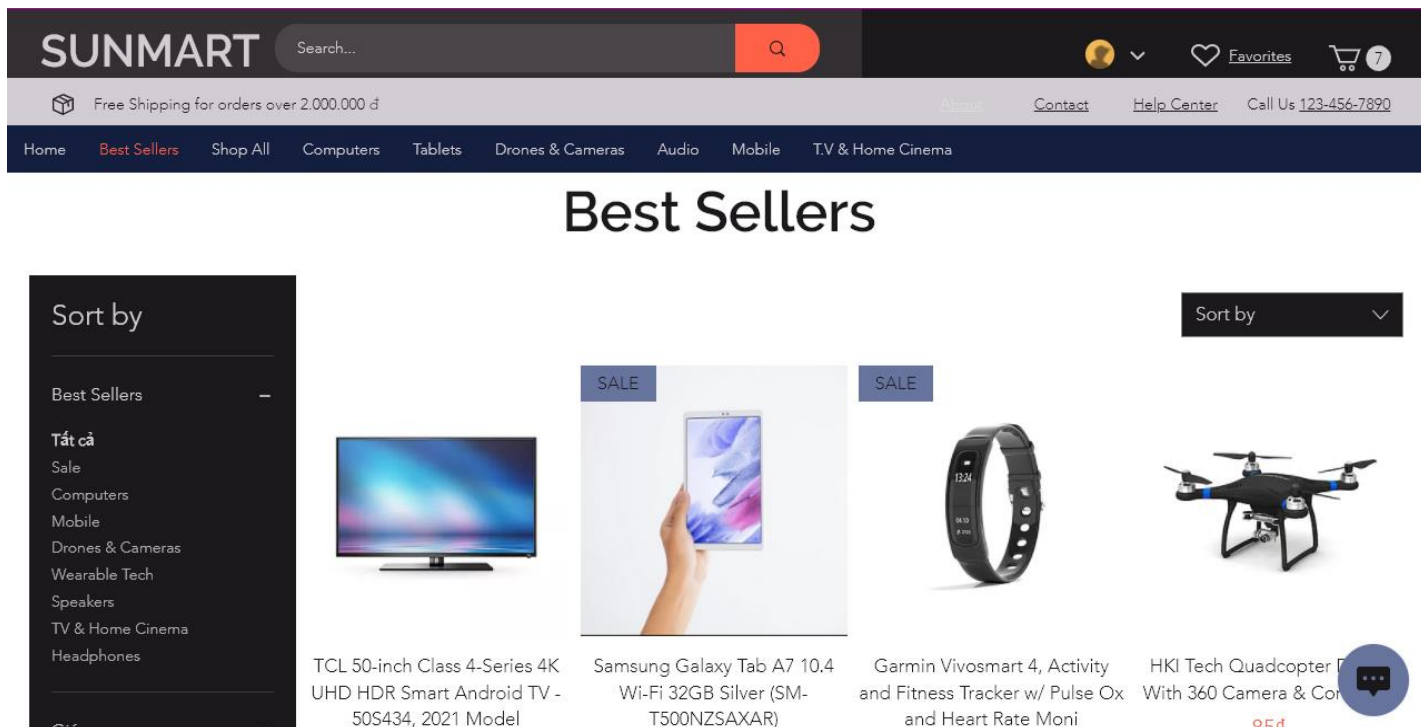 SUNMART
Search...
Favorites
7
Free Shipping for orders over 2.000.000 đ
About
Contact
Help Center
Call Us 123-456-7890
Home
Best Sellers
Shop All
Computers
Tablets
Drones & Cameras
Audio
Mobile
T.V & Home Cinema
Best Sellers
Sort by
Best Sellers
Tất cả
Sale
Computers
Mobile
Drones & Cameras
Wearable Tech
Speakers
TV & Home Cinema
Headphones
Sort by
TCL 50-inch Class 4-Series 4K
UHD HDR Smart Android TV -
50S434, 2021 Model
SALE
Samsung Galaxy Tab A7 10.4
Wi-Fi 32GB Silver (SM-
T500NZSAXAR)
SALE
13:24
Garmin Vivosmart 4, Activity
and Fitness Tracker w/ Pulse Ox
and Heart Rate Moni
HKI Tech Quadcopter
With 360 Camera &
85đ